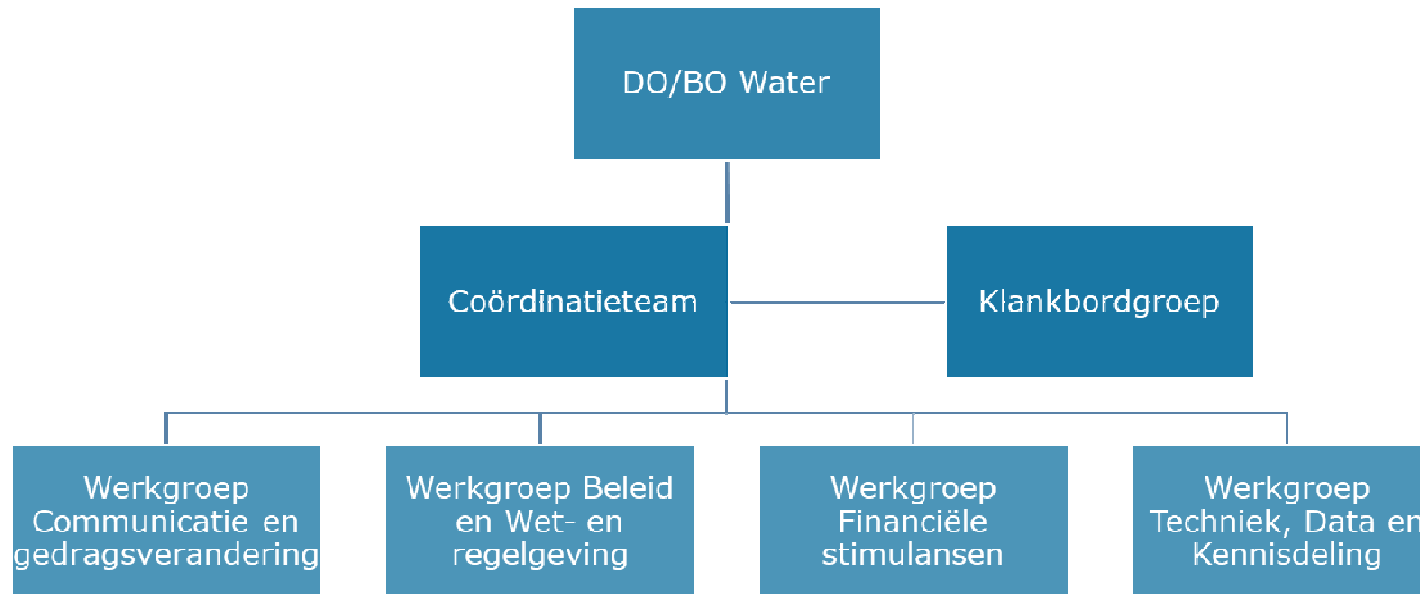 DO/BO Water
Coördinatieteam
Klankbordgroep
Werkgroep
Communicatie en
gedragsverandering
Werkgroep Beleid
en Wet- en
regelgeving
Werkgroep
Financiële
stimulansen
Werkgroep
Techniek, Data en
Kennisdeling